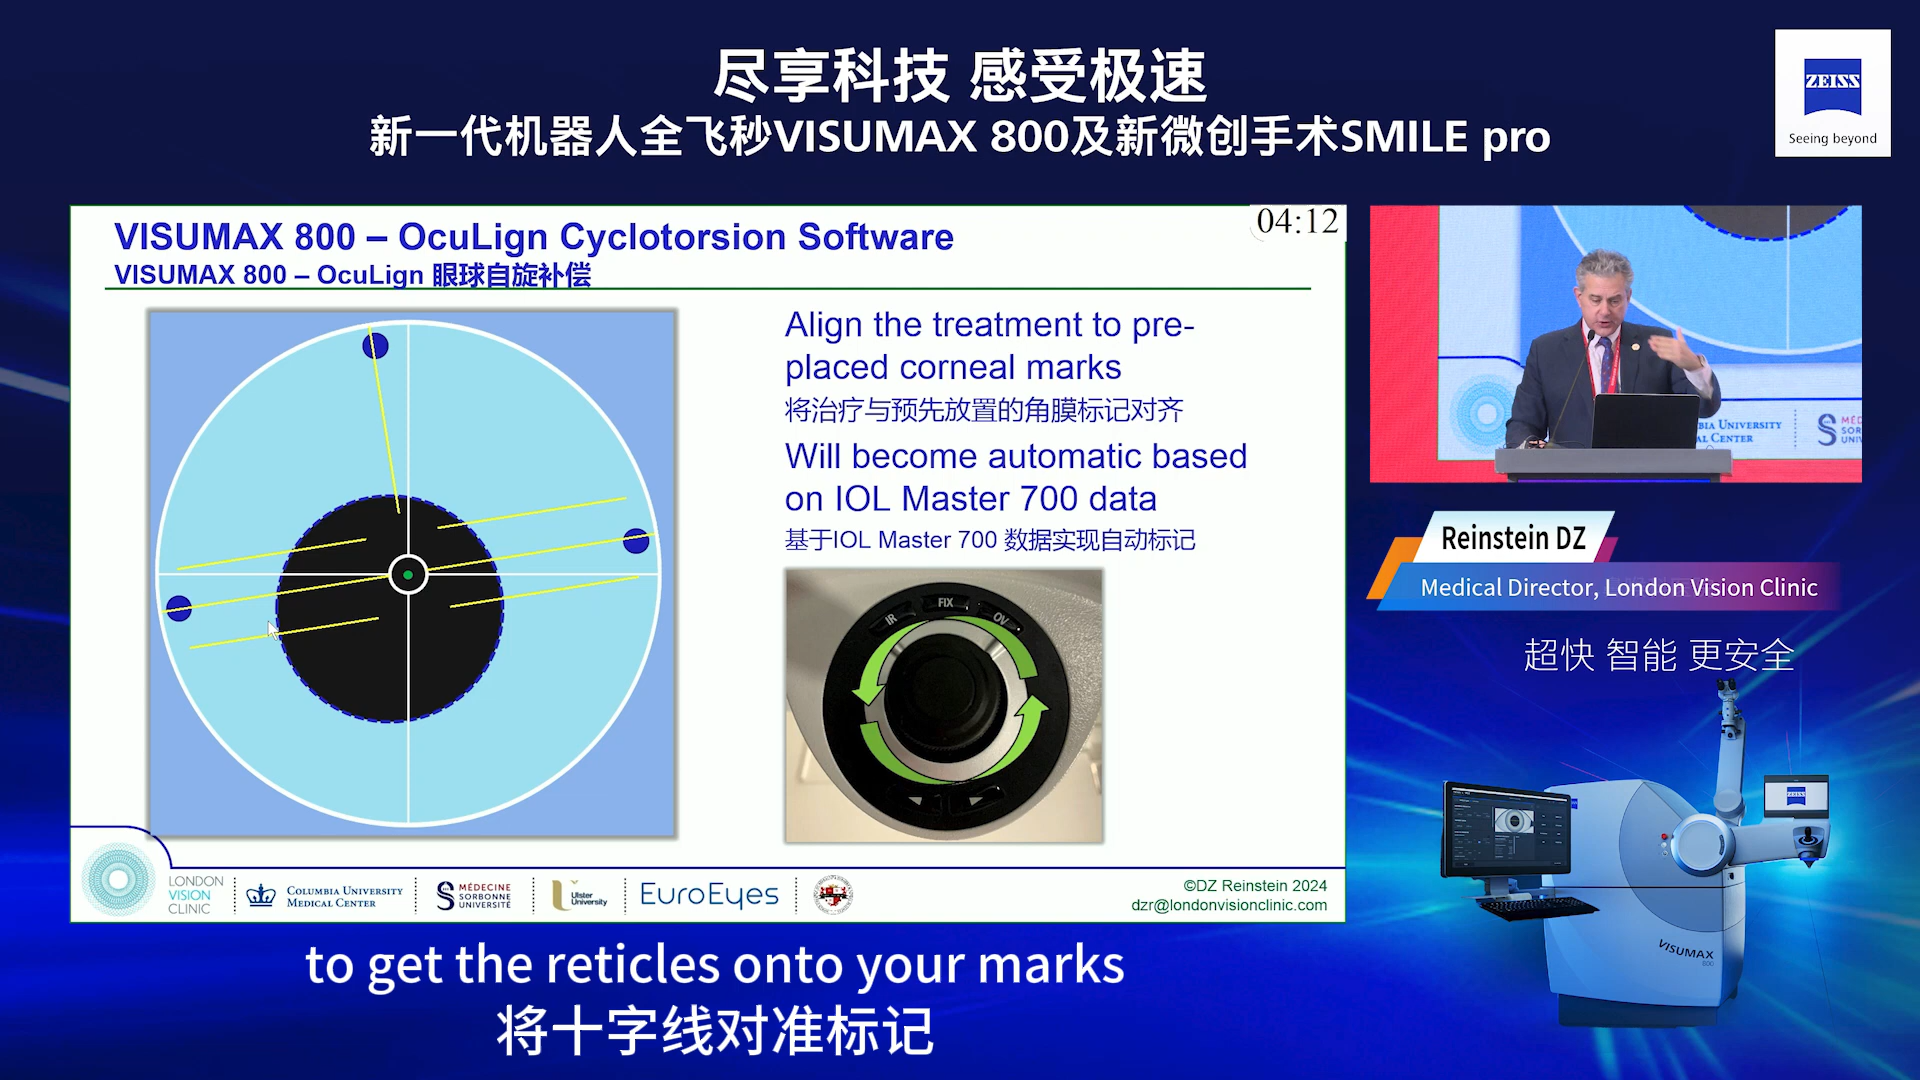 尽享科技 感受极速
新一代机器人全飞秒VISUMAX 800及新微创手术SMILE pro
ZEISS
Seeing beyond
VISUMAX 800 – OcuLign Cyclotorsion Software
04:12
VISUMAX 800 – OcuLign 眼球自旋补偿
Align the treatment to pre-
placed corneal marks
将治疗与预先放置的角膜标记对齐
Will become automatic based
on IOL Master 700 data
基于IOL Master 700 数据实现自动标记
IR
FIX
OV
BIA UNIVERSITY
AL CENTER
Reinstein DZ
Medical Director, London Vision Clinic
超快 智能 更安全
ZEISS
VISUMAX
800
LONDON
VISION
CLINIC
COLUMBIA UNIVERSITY
MEDICAL CENTER
MÉDECINE
SORBONNE
UNIVERSITÉ
Ulster
University
EuroEyes
©DZ Reinstein 2024
dzr@londonvisionclinic.com
to get the reticles onto your marks
将十字线对准标记